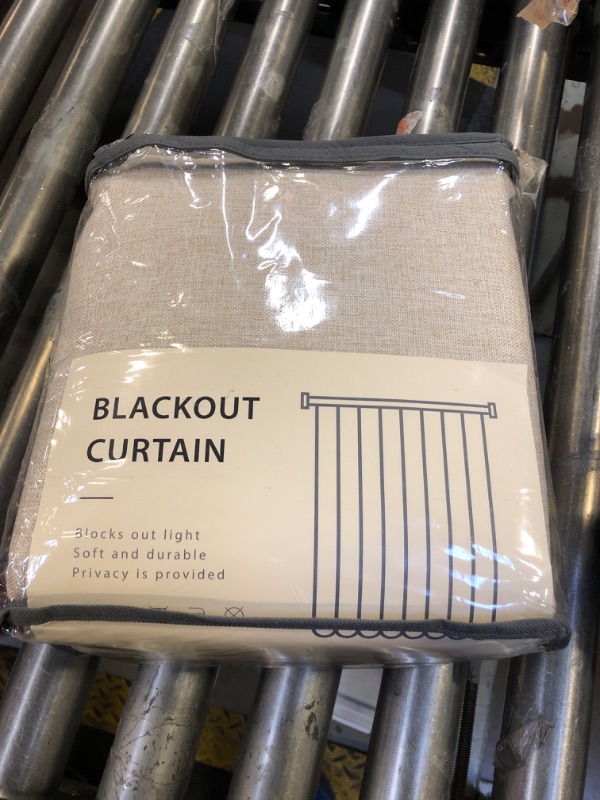 BLACKOUT
CURTAIN
Blocks out light
Soft and durable
Privacy is provided